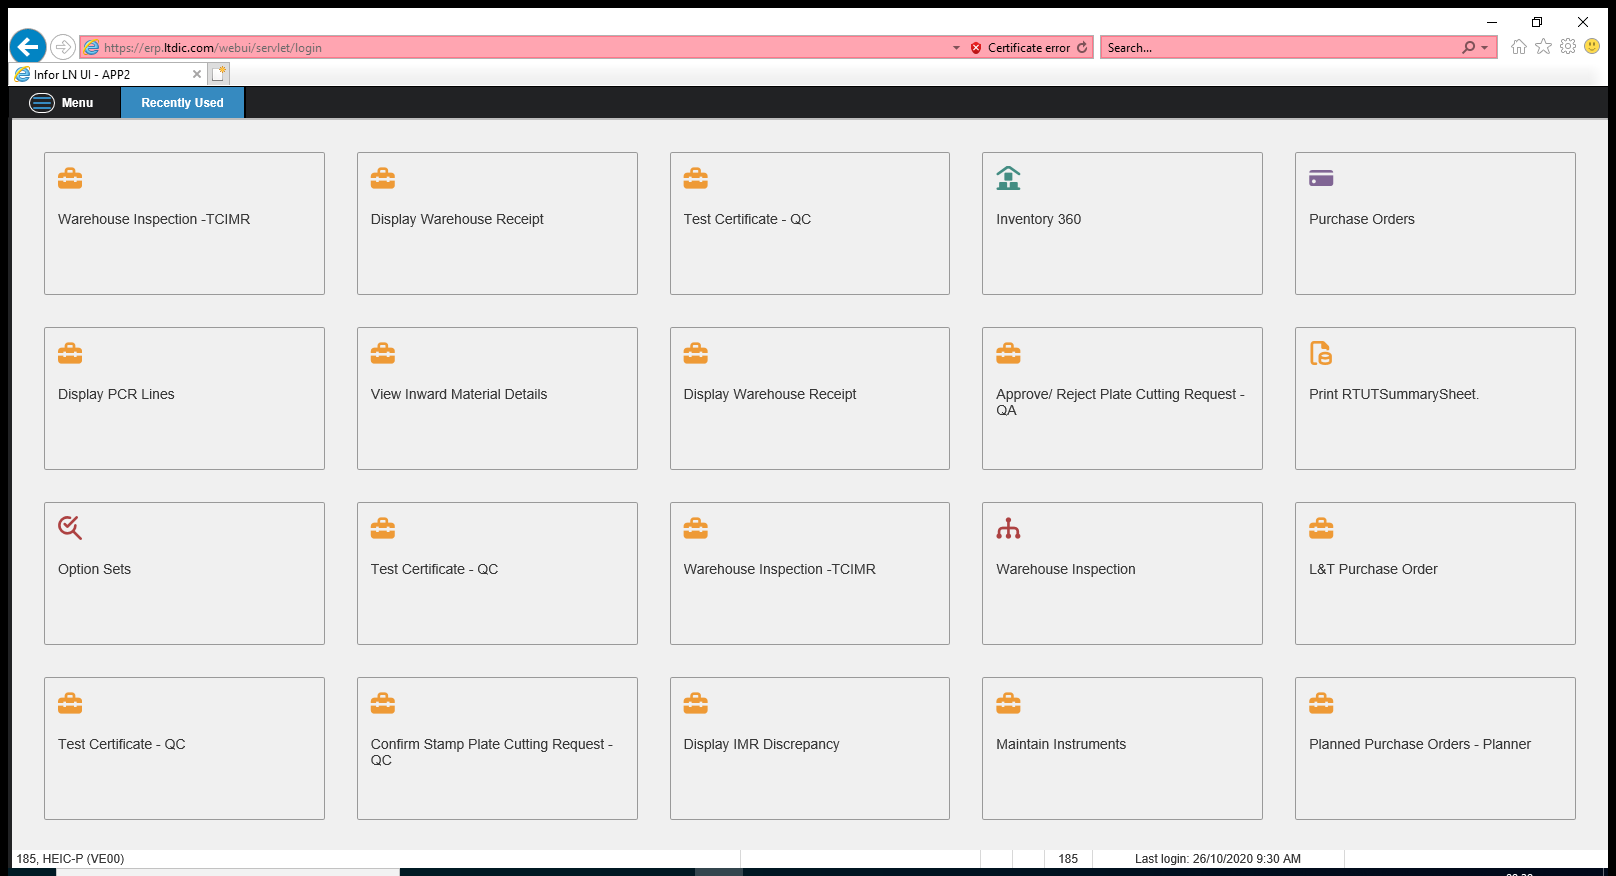 https://erp.ltdic.com/webui/servlet/login
Certificate error
Search...
Infor LN UI - APP2
Menu
Recently Used
Warehouse Inspection -TCIMR
Display Warehouse Receipt
Test Certificate - QC
Inventory 360
Purchase Orders
Display PCR Lines
View Inward Material Details
Display Warehouse Receipt
Approve/ Reject Plate Cutting Request -
QA
Print RTUTSummarySheet.
Option Sets
Test Certificate - QC
Warehouse Inspection -TCIMR
Warehouse Inspection
L&T Purchase Order
Test Certificate - QC
Confirm Stamp Plate Cutting Request -
QC
Display IMR Discrepancy
Maintain Instruments
Planned Purchase Orders - Planner
185, HEIC-P (VE00)
185
Last login: 26/10/2020 9:30 AM